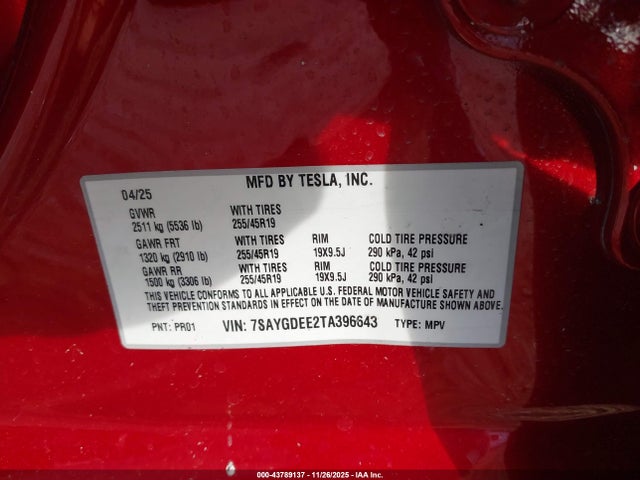 MFD BY TESLA, INC.
04/25
GVWR WITH TIRES
2511 kg (5536 lb) 255/45R19
GAWR FRT WITH TIRES RIM COLD TIRE PRESSURE
1320 kg (2910 lb) 255/45R19 19X9.5J 290 kPa, 42 psi
GAWR RR WITH TIRES RIM COLD TIRE PRESSURE
1500 kg (3306 lb) 255/45R19 19X9.5J 290 kPa, 42 psi
THIS VEHICLE CONFORMS TO ALL APPLICABLE U.S. FEDERAL MOTOR VEHICLE SAFETY AND
THEFT PREVENTION STANDARDS IN EFFECT ON THE DATE OF MANUFACTURE SHOWN ABOVE.
PNT: PR01 VIN: 7SAYGDEE2TA396643 TYPE: MPV
000-43789137 - 11/26/2025 - IAA Holdings, LLC.